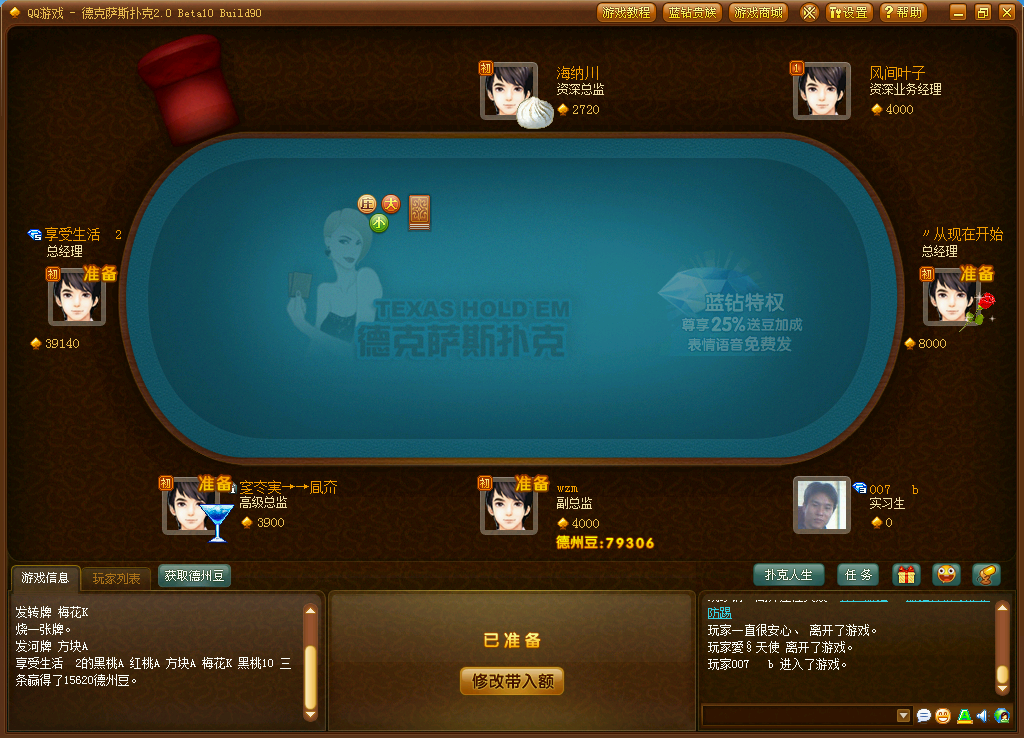 QQ游戏 - 德克萨斯扑克2.0 Beta10 Build90
游戏教程
蓝钻贵族
游戏商城
设置
帮助
初
海纳川
资深总监
2720
风间叶子
资深业务经理
4000
享受生活 2
总经理
初
准备
39140
庄
大
小
TEXAS HOLD'EM
德克萨斯扑克
蓝钻特权
尊享25%送豆加成
表情语音免费发
〃从现在开始
总经理
初
准备
8000
初
准备
高级总监
3900
初
准备
wzm
副总监
4000
德州豆:79306
007 b
实习生
0
游戏信息
玩家列表
获取德州豆
扑克人生
任务
发转牌 梅花K
烧一张牌。
发河牌 方块A
享受生活 2的黑桃A 红桃A 方块A 梅花K 黑桃10 三
条赢得了15620德州豆。
已准备
修改带入额
防踢
玩家一直很安心、 离开了游戏。
玩家愛§天使 离开了游戏。
玩家007 b 进入了游戏。